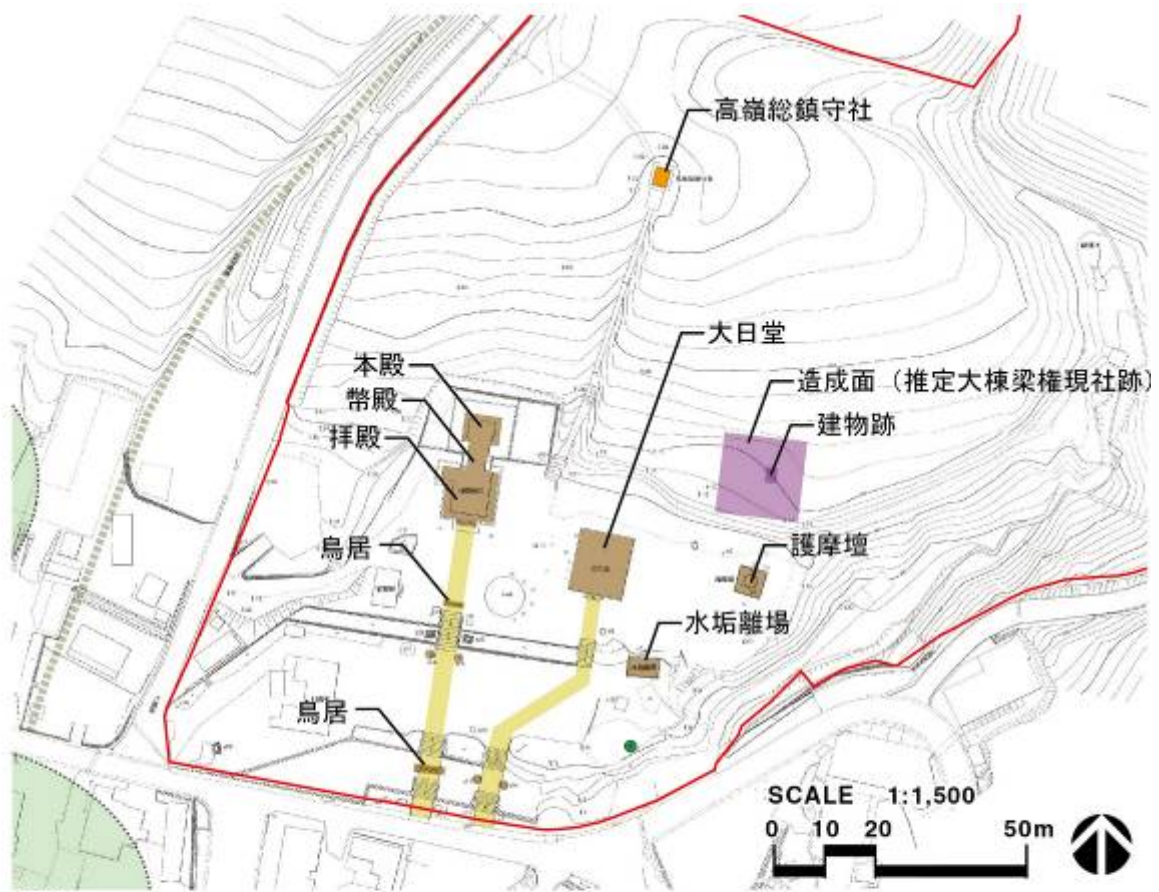 高嶺総鎮守社
大日堂
本殿
造成面（推定大棟梁権現社跡）
幣殿
建物跡
拝殿
鳥居
護摩壇
水垢離場
鳥居
SCALE 1:1,500
0 10 20 50m